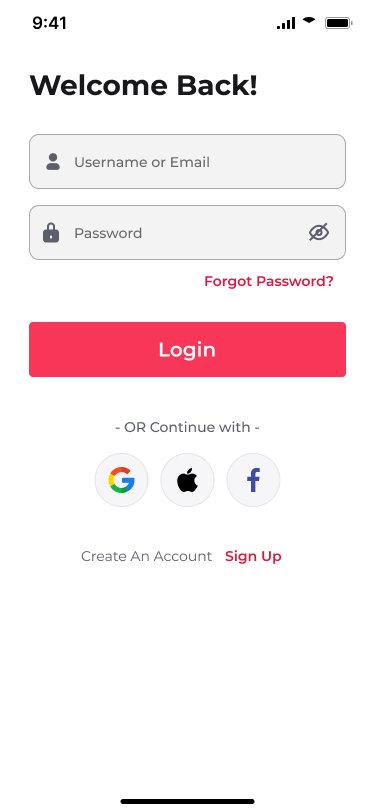 9:41
Welcome Back!
Username or Email
Password
Forgot Password?
Login
- OR Continue with -
Create An Account Sign Up